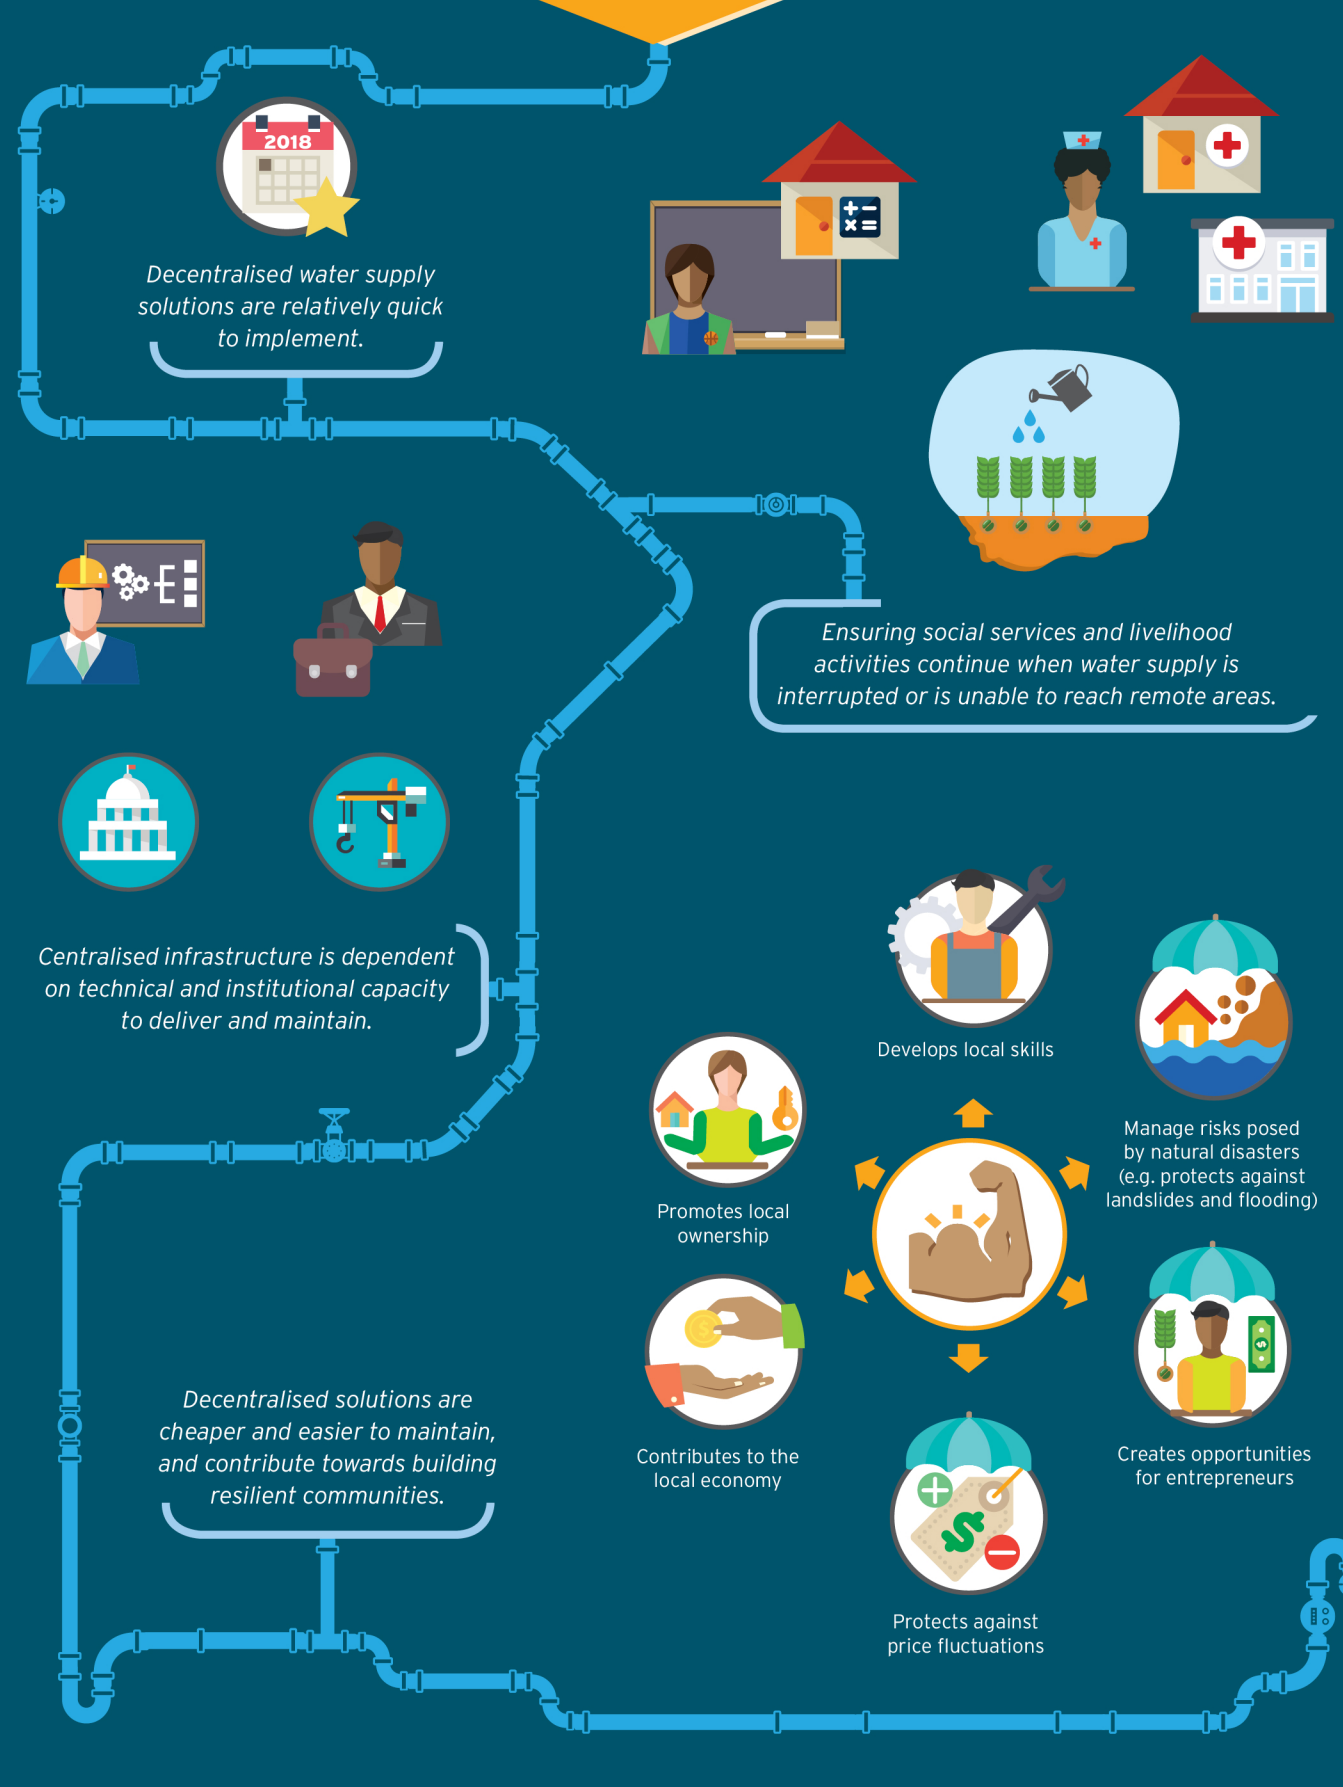 2018
Decentralised water supply
solutions are relatively quick
to implement.
Ensuring social services and livelihood
activities continue when water supply is
interrupted or is unable to reach remote areas.
Centralised infrastructure is dependent
on technical and institutional capacity
to deliver and maintain.
Develops local skills
Manage risks posed
by natural disasters
(e.g. protects against
landslides and flooding)
Promotes local
ownership
Contributes to the
local economy
Creates opportunities
for entrepreneurs
Protects against
price fluctuations
Decentralised solutions are
cheaper and easier to maintain,
and contribute towards building
resilient communities.